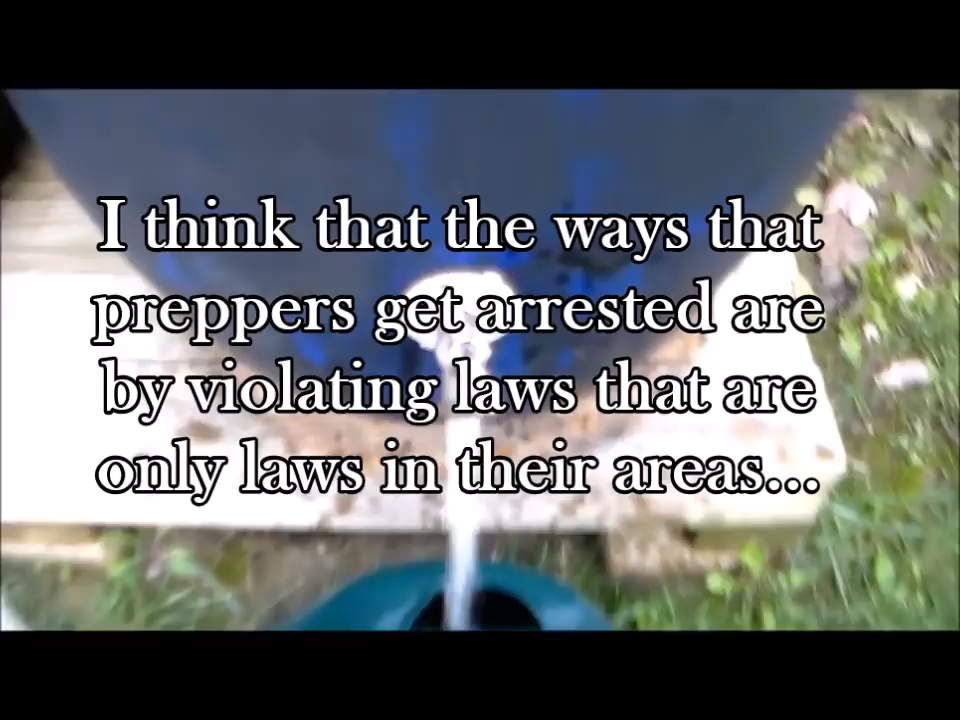 I think that the ways that
preppers get arrested are
by violating laws that are
only laws in their areas...